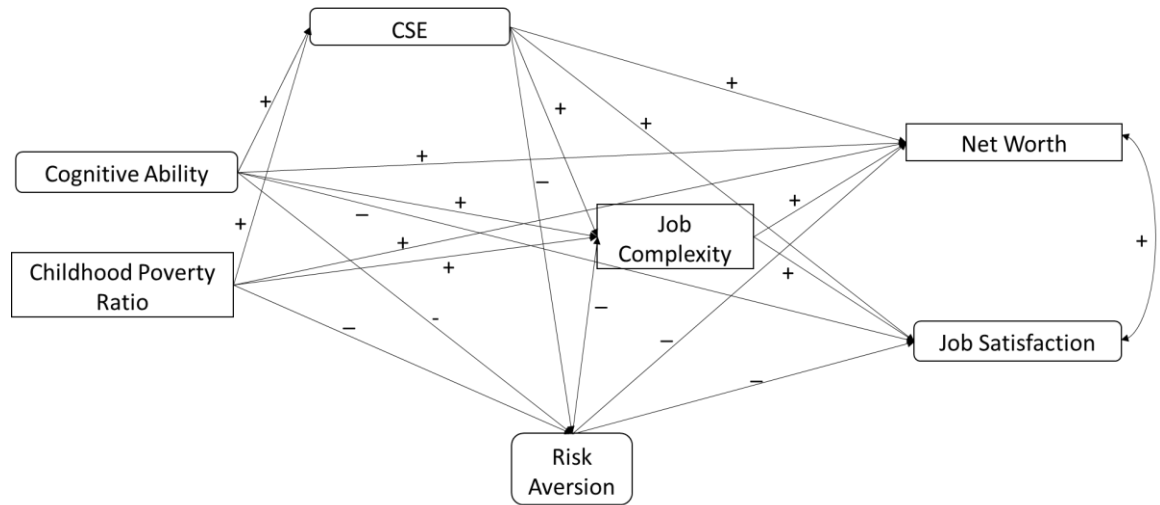 CSE
+
+
+
+
Net Worth
Cognitive Ability
+
–
+
–
+
Job
Complexity
+
+
Childhood Poverty
Ratio
+
+
+
+
–
-
–
–
Job Satisfaction
–
Risk
Aversion